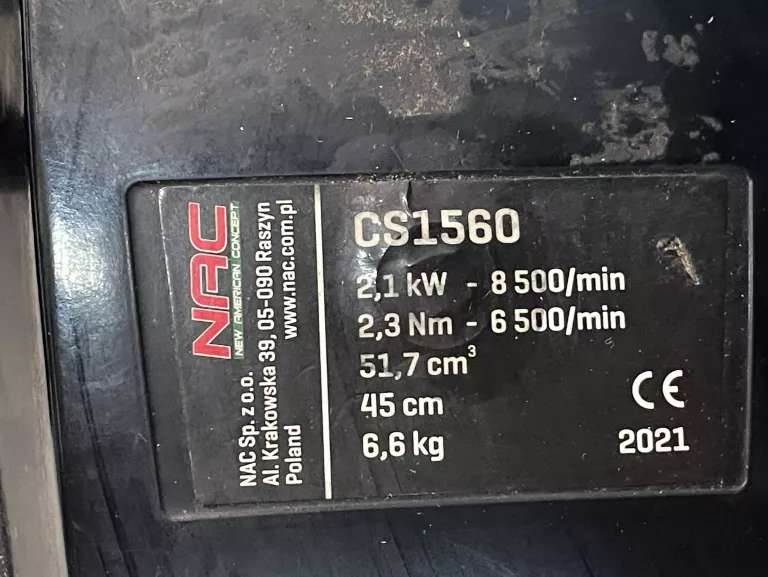 NAC
NEW AMERICAN CONCEPT
NAC Sp. z o.o.
Al. Krakowska 39, 05-090 Raszyn
Poland
www.nac.com.pl
CS1560
2,1 kW - 8 500/min
2,3 Nm - 6 500/min
51,7 cm³
45 cm
6,6 kg
CE
2021